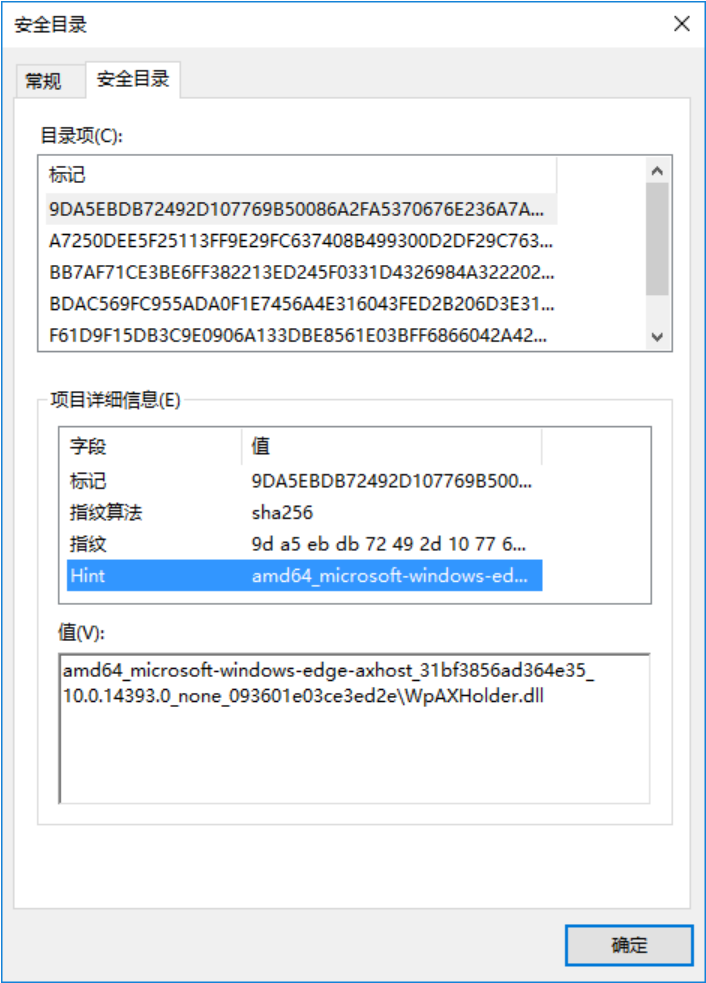 安全目录
常规 安全目录
目录项(C):
标记
9DA5EBDB72492D107769B50086A2FA5370676E236A7A...
A7250DEE5F25113FF9E29FC637408B499300D2DF29C763...
BB7AF71CE3BE6FF382213ED245F0331D4326984A322202...
BDAC569FC955ADA0F1E7456A4E316043FED2B206D3E31...
F61D9F15DB3C9E0906A133DBE8561E03BFF6866042A42...
项目详细信息(E)
字段 值
标记 9DA5EBDB72492D107769B500...
指纹算法 sha256
指纹 9d a5 eb db 72 49 2d 10 77 6...
Hint amd64_microsoft-windows-ed...
值(V):
amd64_microsoft-windows-edge-axhost_31bf3856ad364e35_
10.0.14393.0_none_093601e03ce3ed2e\WpAXHolder.dll
确定